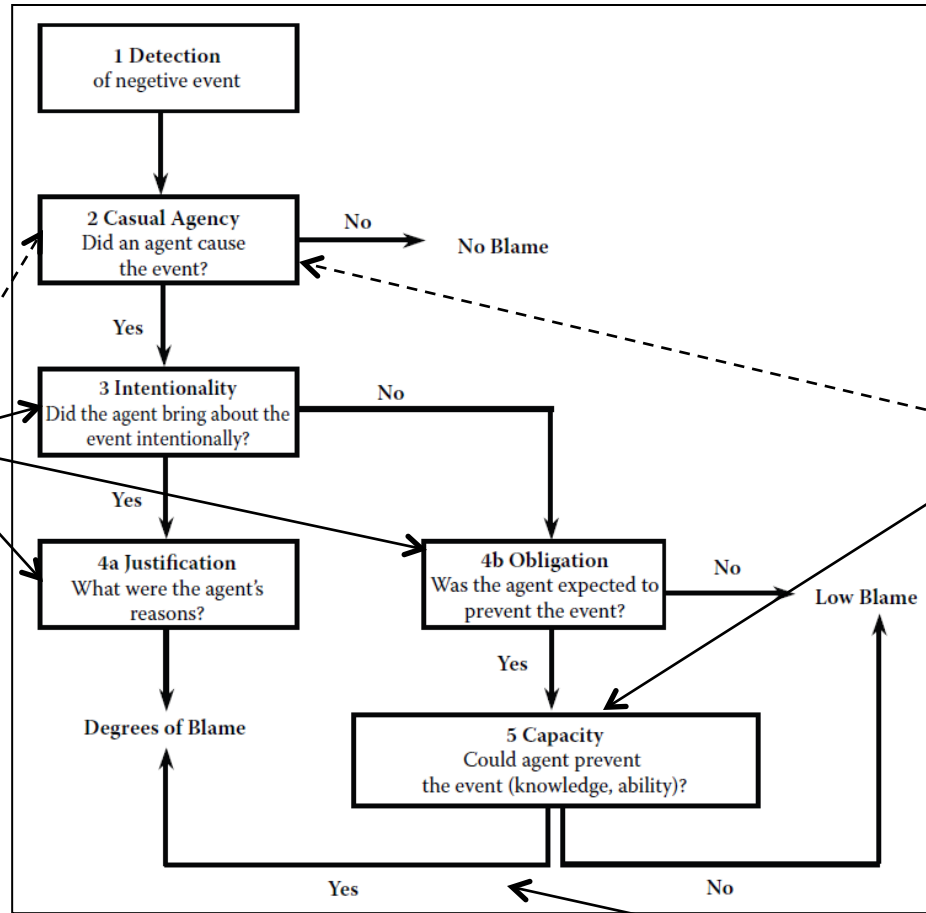 1 Detection
of negetive event
2 Casual Agency
Did an agent cause
the event?
No
No Blame
Yes
3 Intentionality
Did the agent bring about the
event intentionally?
No
Yes
4a Justification
What were the agent's
reasons?
4b Obligation
Was the agent expected to
prevent the event?
No
Low Blame
Yes
Degrees of Blame
5 Capacity
Could agent prevent
the event (knowledge, ability)?
Yes
No